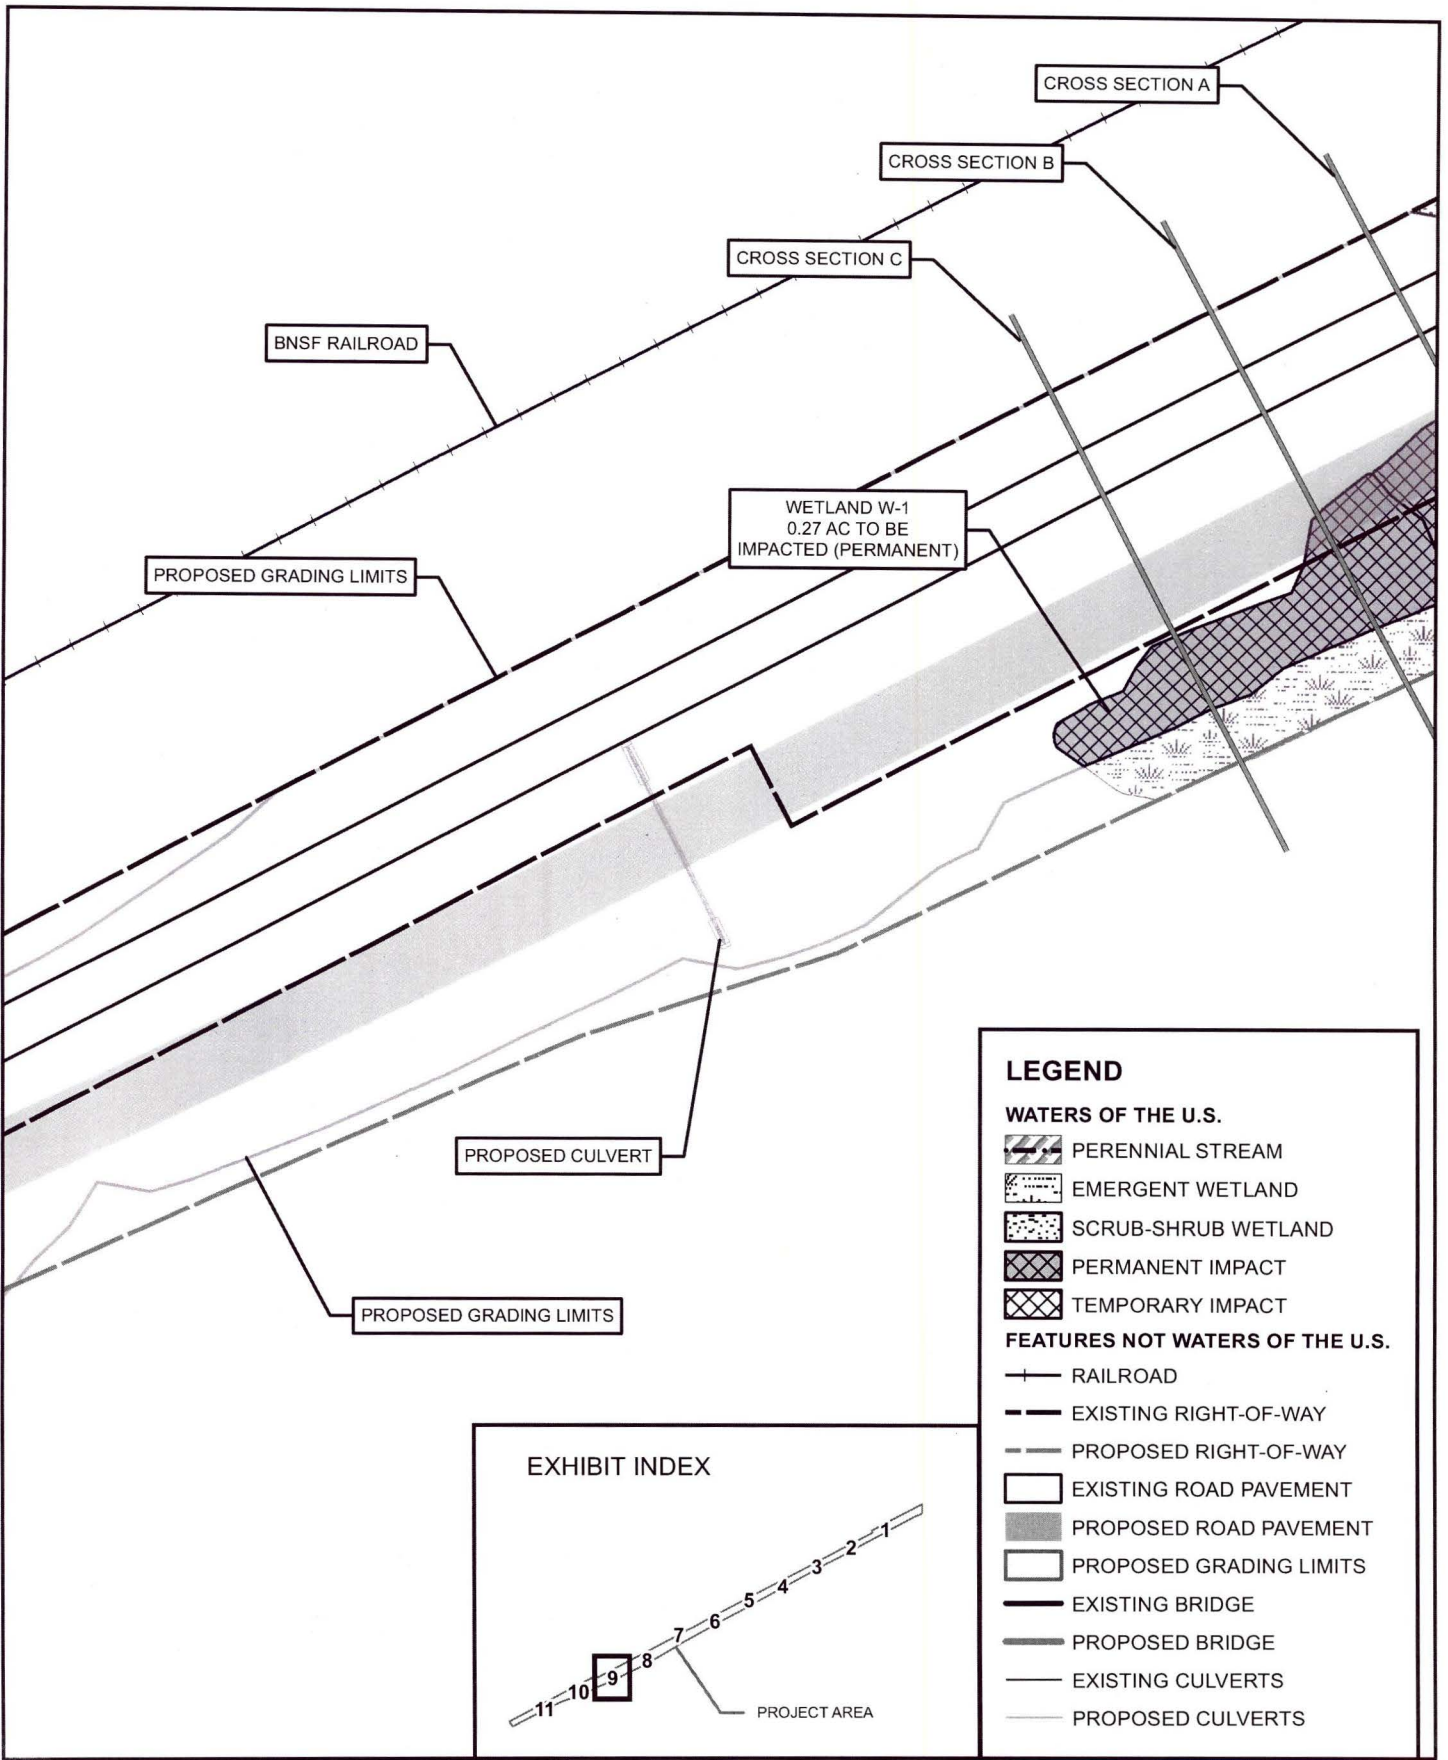 CROSS SECTION A
CROSS SECTION B
CROSS SECTION C
BNSF RAILROAD
WETLAND W-1
0.27 AC TO BE
IMPACTED (PERMANENT)
PROPOSED GRADING LIMITS
PROPOSED CULVERT
PROPOSED GRADING LIMITS
LEGEND
WATERS OF THE U.S.
PERENNIAL STREAM
EMERGENT WETLAND
SCRUB-SHRUB WETLAND
PERMANENT IMPACT
TEMPORARY IMPACT
FEATURES NOT WATERS OF THE U.S.
RAILROAD
EXISTING RIGHT-OF-WAY
PROPOSED RIGHT-OF-WAY
EXISTING ROAD PAVEMENT
PROPOSED ROAD PAVEMENT
PROPOSED GRADING LIMITS
EXISTING BRIDGE
PROPOSED BRIDGE
EXISTING CULVERTS
PROPOSED CULVERTS
EXHIBIT INDEX
1
2
3
4
5
6
7
8
9
10
11
PROJECT AREA